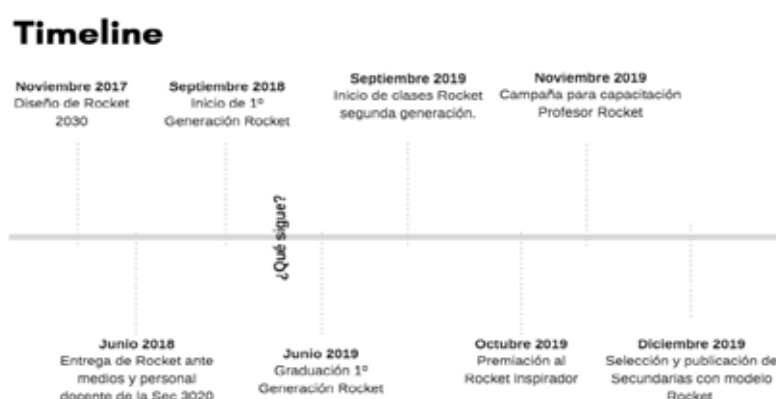 Timeline
Noviembre 2017
Diseño de Rocket
2030
Septiembre 2018
Inicio de 1º
Generación Rocket
Septiembre 2019
Inicio de clases Rocket
segunda generación.
Noviembre 2019
Campaña para capacitación
Profesor Rocket
¿Qué sigue?
Junio 2018
Entrega de Rocket ante
medios y personal
docente de la Sec 3020
Junio 2019
Graduación 1º
Generación Rocket
Octubre 2019
Premiación al
Rocket inspirador
Diciembre 2019
Selección y publicación de
Secundarias con modelo
Rocket